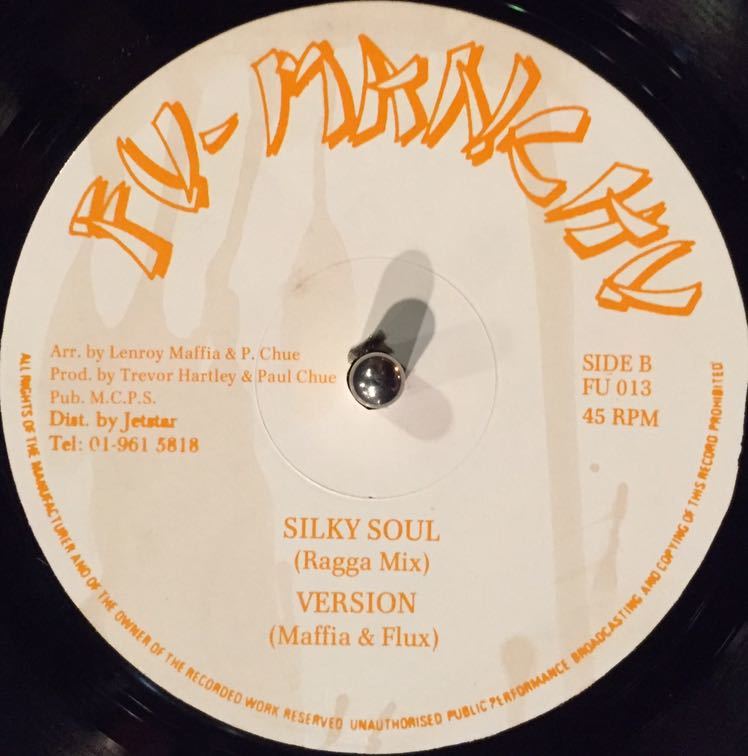 FU-MANCHU
Arr. by Lenroy Maffia & P. Chue
Prod. by Trevor Hartley & Paul Chue
Pub. M.C.P.S.
Dist. by Jetstar
Tel: 01-961 5818
SIDE B
FU 013
45 RPM
SILKY SOUL
(Ragga Mix)
VERSION
(Maffia & Flux)
ALL RIGHTS OF THE MANUFACTURER AND OF THE OWNER OF THE RECORDED WORK RESERVED UNAUTHORISED PUBLIC PERFORMANCE BROADCASTING AND COPYING OF THIS RECORD PROHIBITED